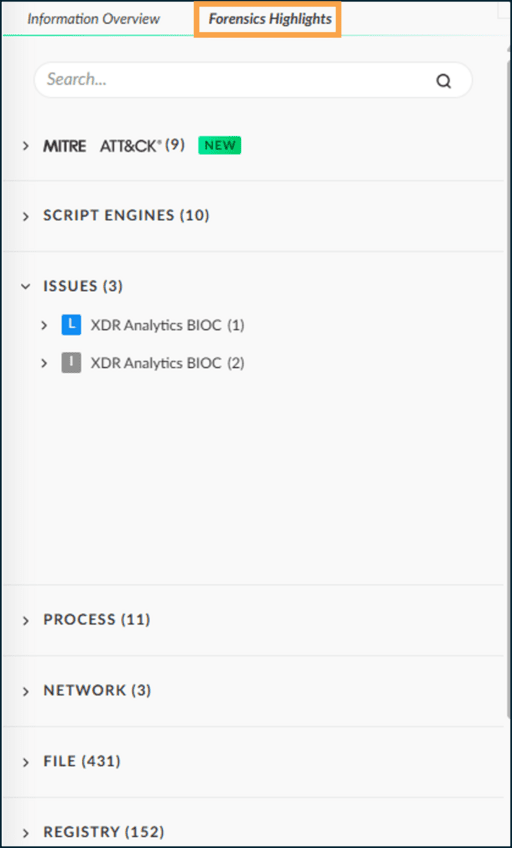 Information Overview Forensics Highlights
Search...
MITRE ATT&CK® (9) NEW
SCRIPT ENGINES (10)
ISSUES (3)
L XDR Analytics BIOC (1)
I XDR Analytics BIOC (2)
PROCESS (11)
NETWORK (3)
FILE (431)
REGISTRY (152)